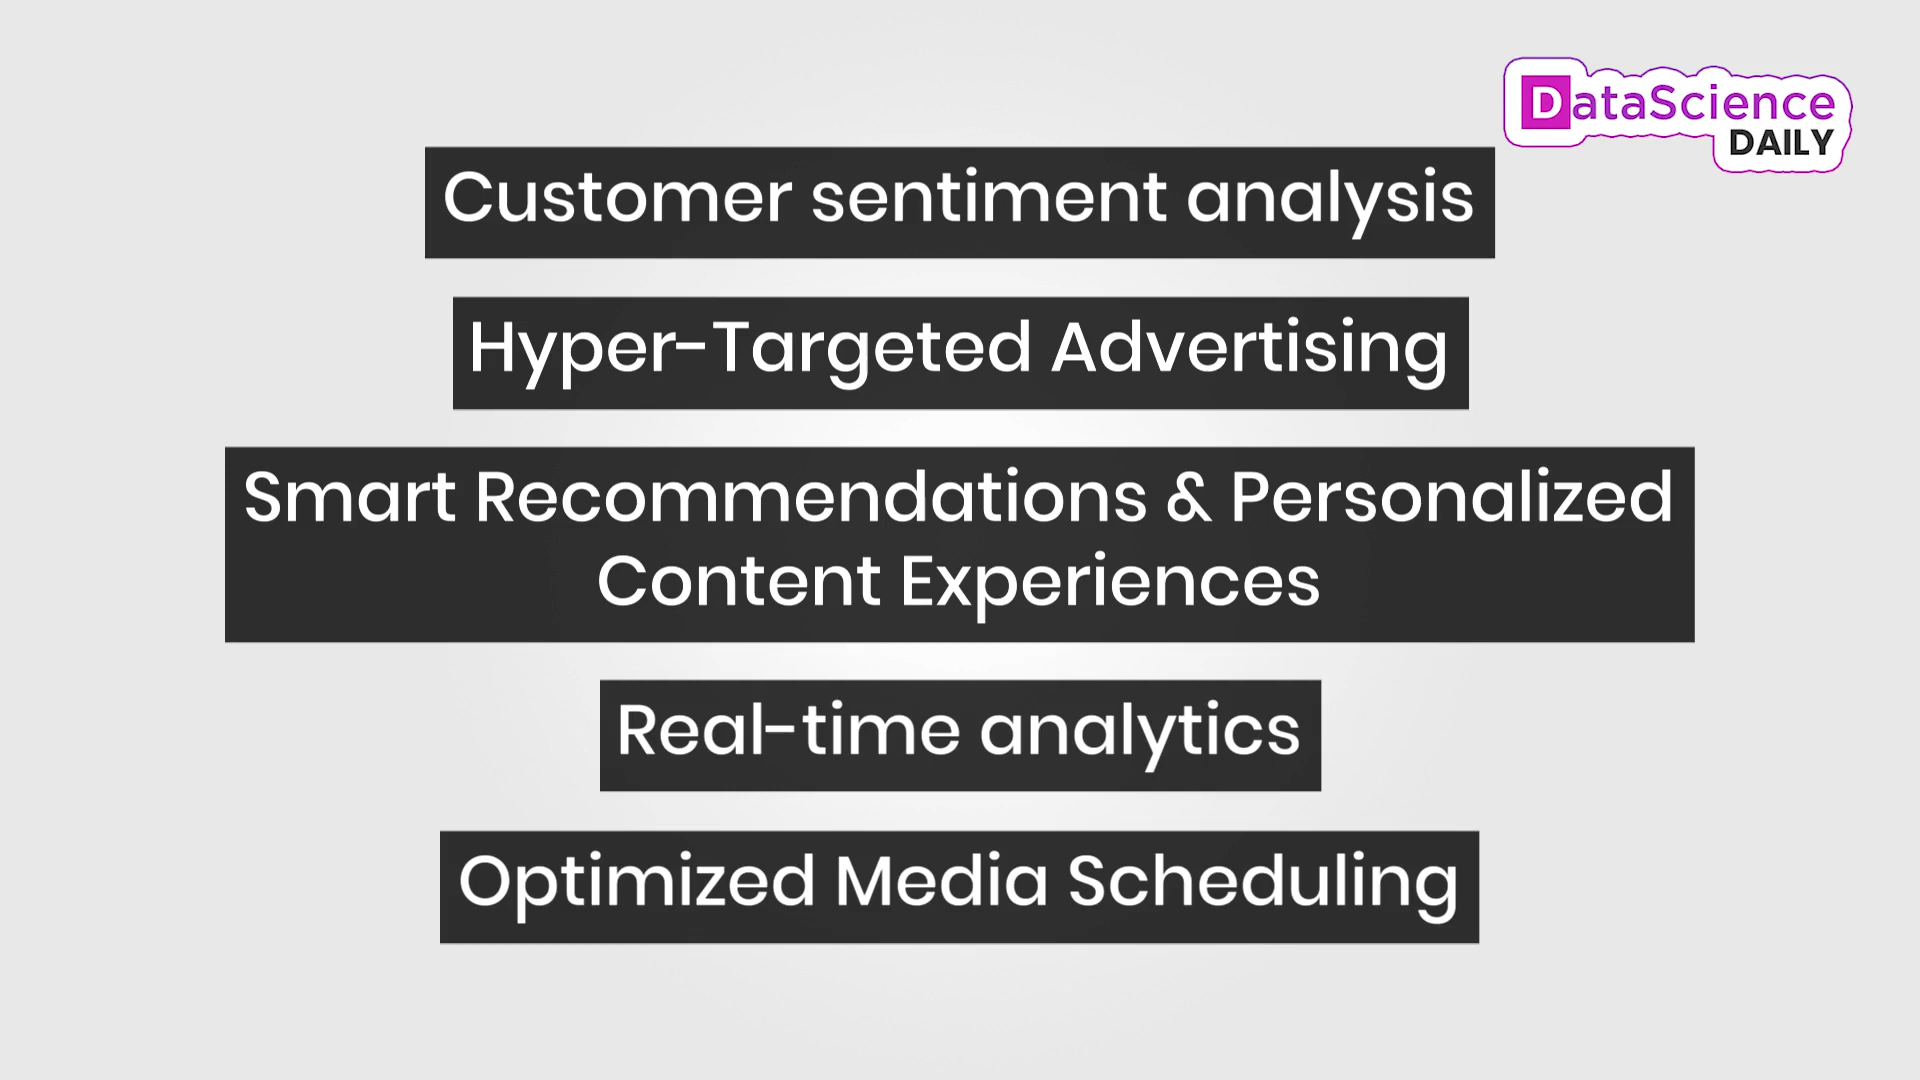 DataScience
DAILY
Customer sentiment analysis
Hyper-Targeted Advertising
Smart Recommendations & Personalized
Content Experiences
Real-time analytics
Optimized Media Scheduling